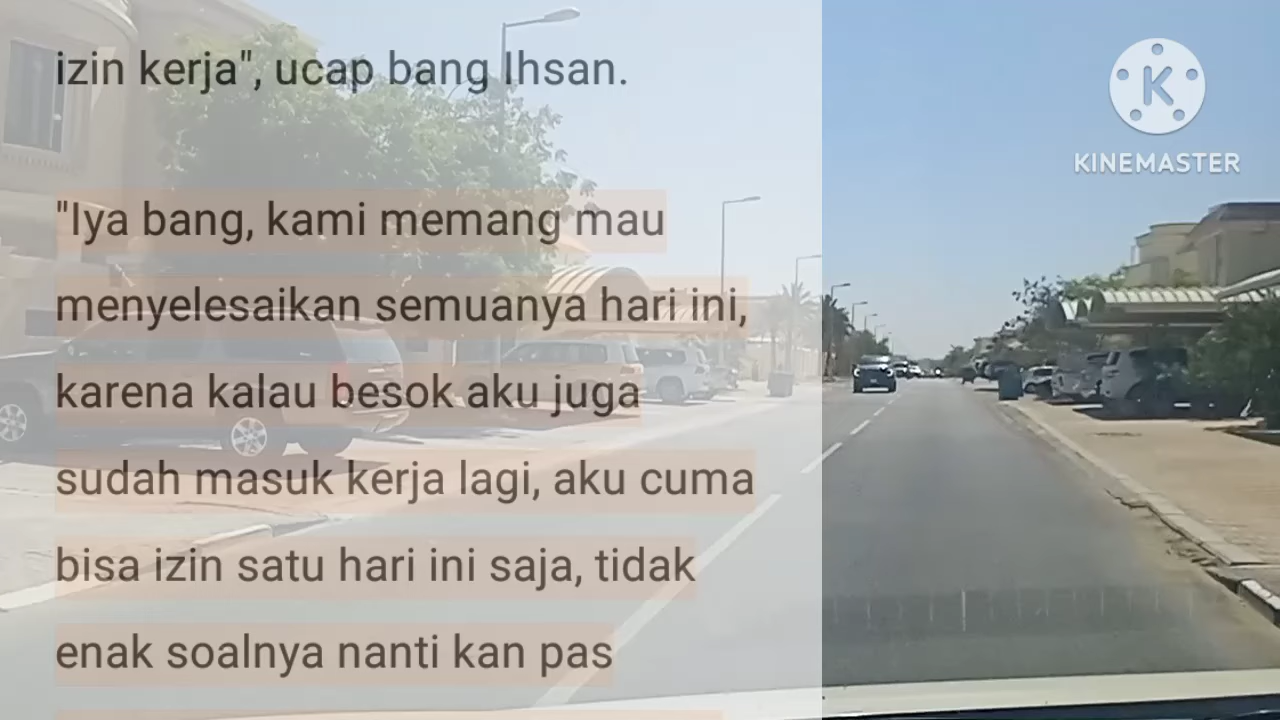 izin kerja", ucap bang Ihsan.
"Iya bang, kami memang mau
menyelesaikan semuanya hari ini,
karena kalau besok aku juga
sudah masuk kerja lagi, aku cuma
bisa izin satu hari ini saja, tidak
enak soalnya nanti kan pas
K
KINEMASTER